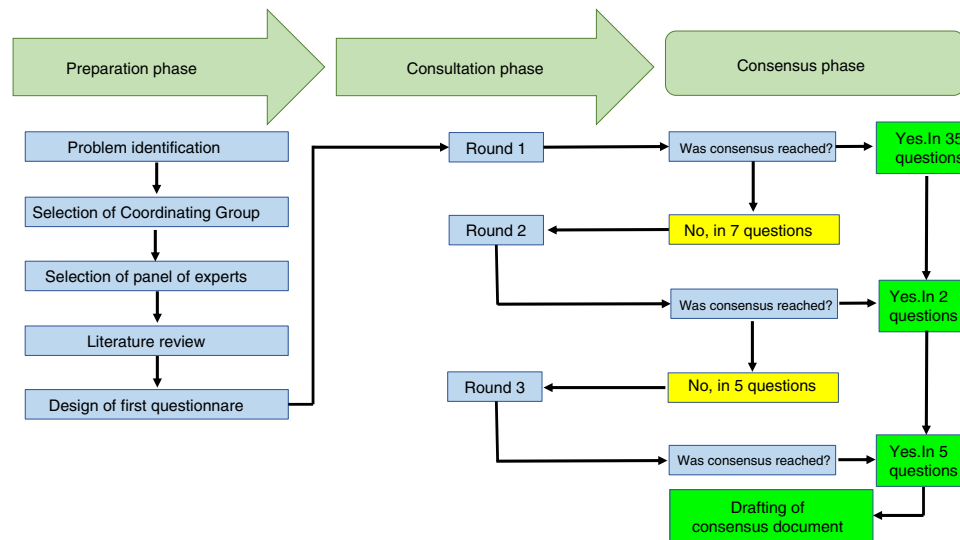 Preparation phase
Consultation phase
Consensus phase
Problem identification
Selection of Coordinating Group
Selection of panel of experts
Literature review
Design of first questionnare
Round 1
Was consensus reached?
Yes.In 35
questions
No, in 7 questions
Round 2
Was consensus reached?
Yes.In 2
questions
No, in 5 questions
Round 3
Was consensus reached?
Yes.In 5
questions
Drafting of
consensus document